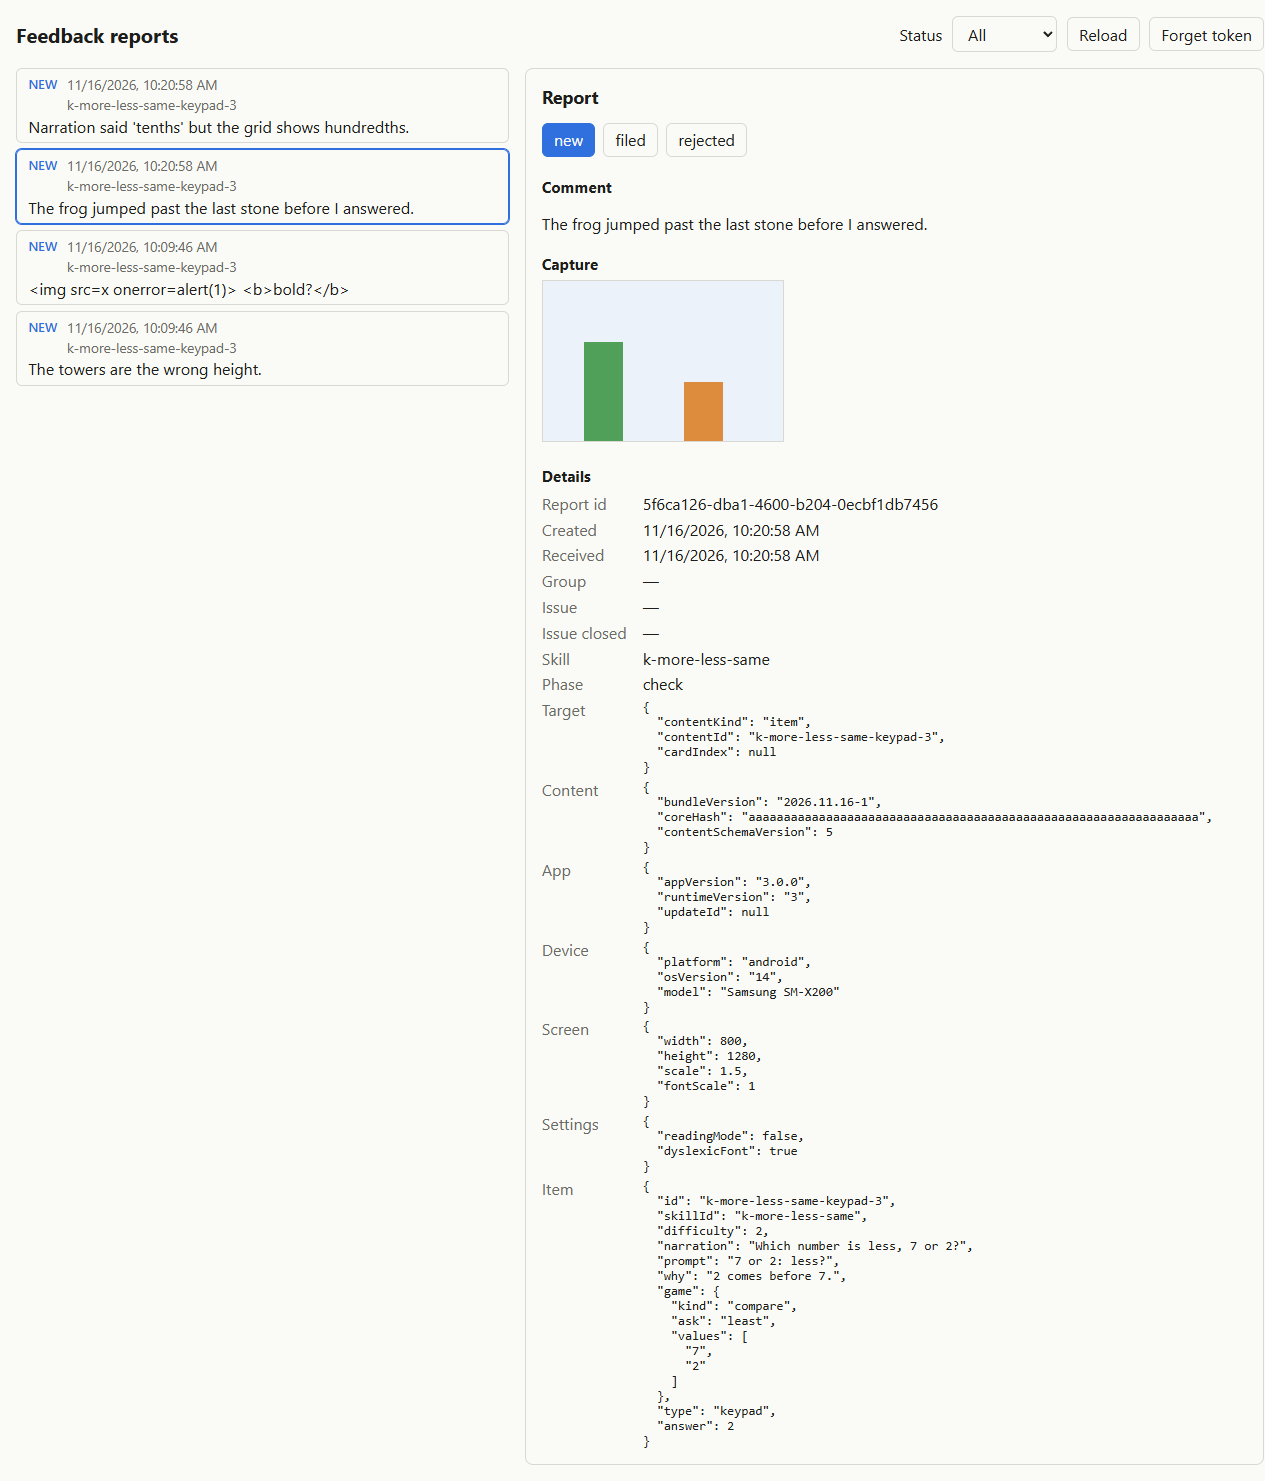 Feedback reports
Status All Reload Forget token
NEW 11/16/2026, 10:20:58 AM
k-more-less-same-keypad-3
Narration said 'tenths' but the grid shows hundredths.
NEW 11/16/2026, 10:20:58 AM
k-more-less-same-keypad-3
The frog jumped past the last stone before I answered.
NEW 11/16/2026, 10:09:46 AM
k-more-less-same-keypad-3
<img src=x onerror=alert(1)> <b>bold?</b>
NEW 11/16/2026, 10:09:46 AM
k-more-less-same-keypad-3
The towers are the wrong height.
Report
new filed rejected
Comment
The frog jumped past the last stone before I answered.
Capture
Details
Report id 5f6ca126-dba1-4600-b204-0ecbf1db7456
Created 11/16/2026, 10:20:58 AM
Received 11/16/2026, 10:20:58 AM
Group —
Issue —
Issue closed —
Skill k-more-less-same
Phase check
Target {
"contentKind": "item",
"contentId": "k-more-less-same-keypad-3",
"cardIndex": null
}
Content {
"bundleVersion": "2026.11.16-1",
"coreHash": "aaaaaaaaaaaaaaaaaaaaaaaaaaaaaaaaaaaaaaaaaaaaaaaaaaaaaaaaaaaaaaaa",
"contentSchemaVersion": 5
}
App {
"appVersion": "3.0.0",
"runtimeVersion": "3",
"updateId": null
}
Device {
"platform": "android",
"osVersion": "14",
"model": "Samsung SM-X200"
}
Screen {
"width": 800,
"height": 1280,
"scale": 1.5,
"fontScale": 1
}
Settings {
"readingMode": false,
"dyslexicFont": true
}
Item {
"id": "k-more-less-same-keypad-3",
"skillId": "k-more-less-same",
"difficulty": 2,
"narration": "Which number is less, 7 or 2?",
"prompt": "7 or 2: less?",
"why": "2 comes before 7.",
"game": {
"kind": "compare",
"ask": "least",
"values": [
"7",
"2"
]
},
"type": "keypad",
"answer": 2
}